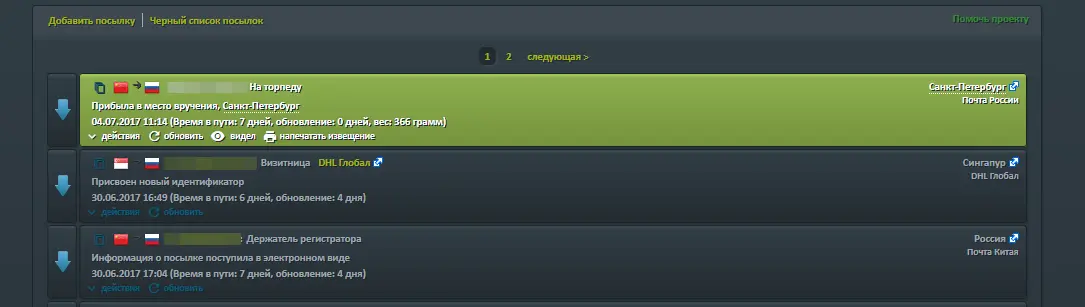 Добавить посылку | Черный список посылок Помочь проекту
1 2 следующая >
На торпеду Санкт-Петербург
Прибыла в место вручения, Санкт-Петербург Почта России
04.07.2017 11:14 (Время в пути: 7 дней, обновление: 0 дней, вес: 366 грамм)
действия обновить видел напечатать извещение
Визитница DHL Глобал Сингапур
Присвоен новый идентификатор DHL Глобал
30.06.2017 16:49 (Время в пути: 6 дней, обновление: 4 дня)
действия обновить
: Держатель регистратора Россия
Информация о посылке поступила в электронном виде Почта Китая
30.06.2017 17:04 (Время в пути: 7 дней, обновление: 4 дня)
действия обновить